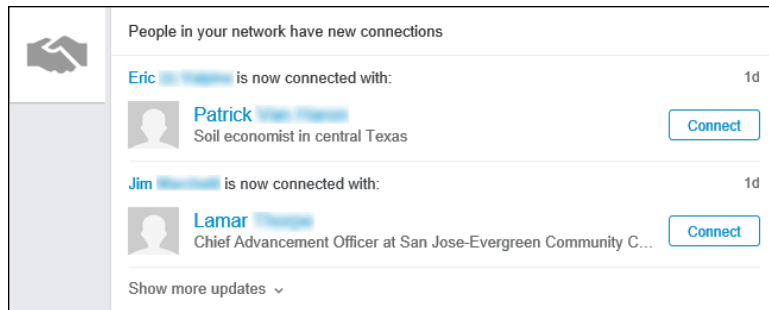 People in your network have new connections
Eric is now connected with:
1d
Patrick
Soil economist in central Texas
Connect
Jim is now connected with:
1d
Lamar
Chief Advancement Officer at San Jose-Evergreen Community C...
Connect
Show more updates